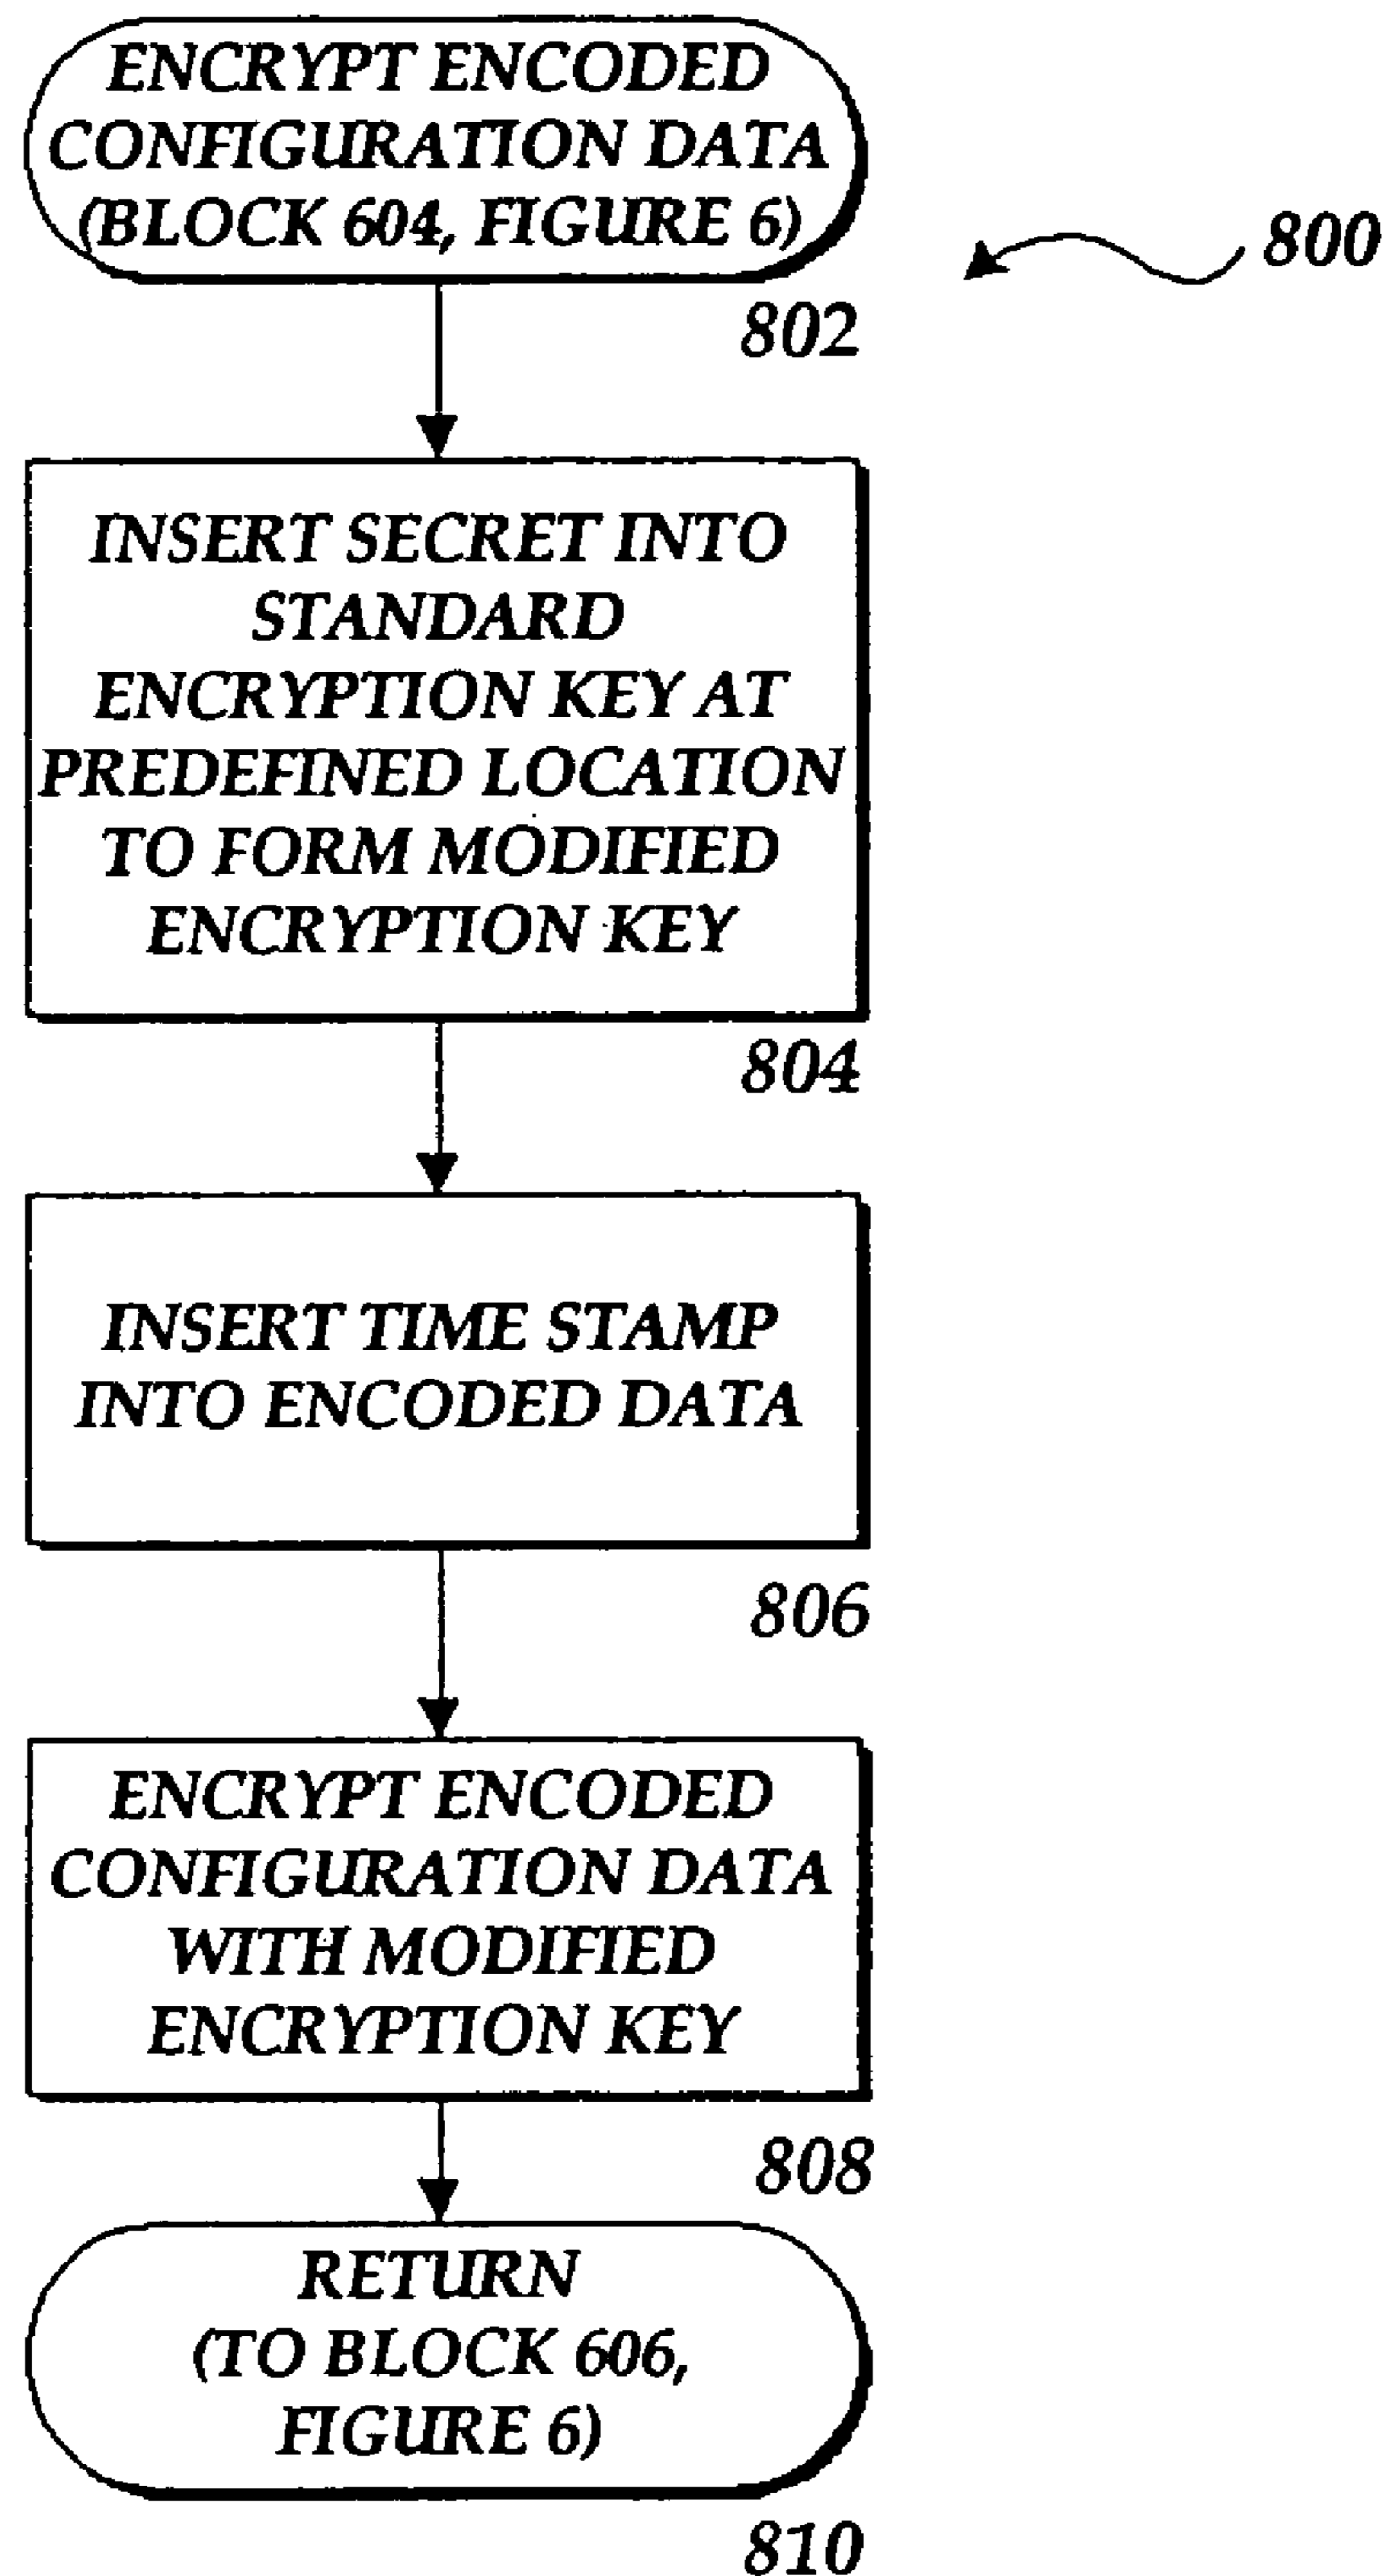 ENCRYPT ENCODED
CONFIGURATION DATA
(BLOCK 604, FIGURE 6)
800
802
INSERT SECRET INTO
STANDARD
ENCRYPTION KEY AT
PREDEFINED LOCATION
TO FORM MODIFIED
ENCRYPTION KEY
804
INSERT TIME STAMP
INTO ENCODED DATA
806
ENCRYPT ENCODED
CONFIGURATION DATA
WITH MODIFIED
ENCRYPTION KEY
808
RETURN
(TO BLOCK 606,
FIGURE 6)
810